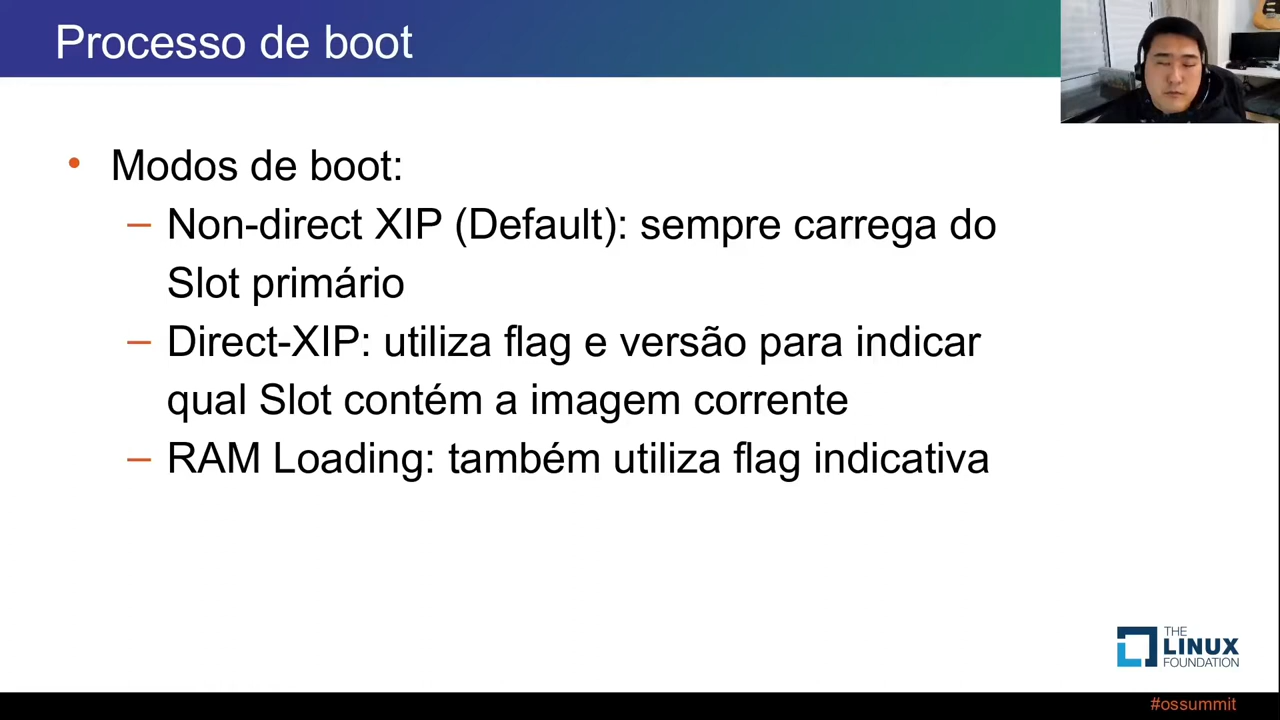 Processo de boot
• Modos de boot:
– Non-direct XIP (Default): sempre carrega do
Slot primário
– Direct-XIP: utiliza flag e versão para indicar
qual Slot contém a imagem corrente
– RAM Loading: também utiliza flag indicativa
THE
LINUX
FOUNDATION
#ossummit